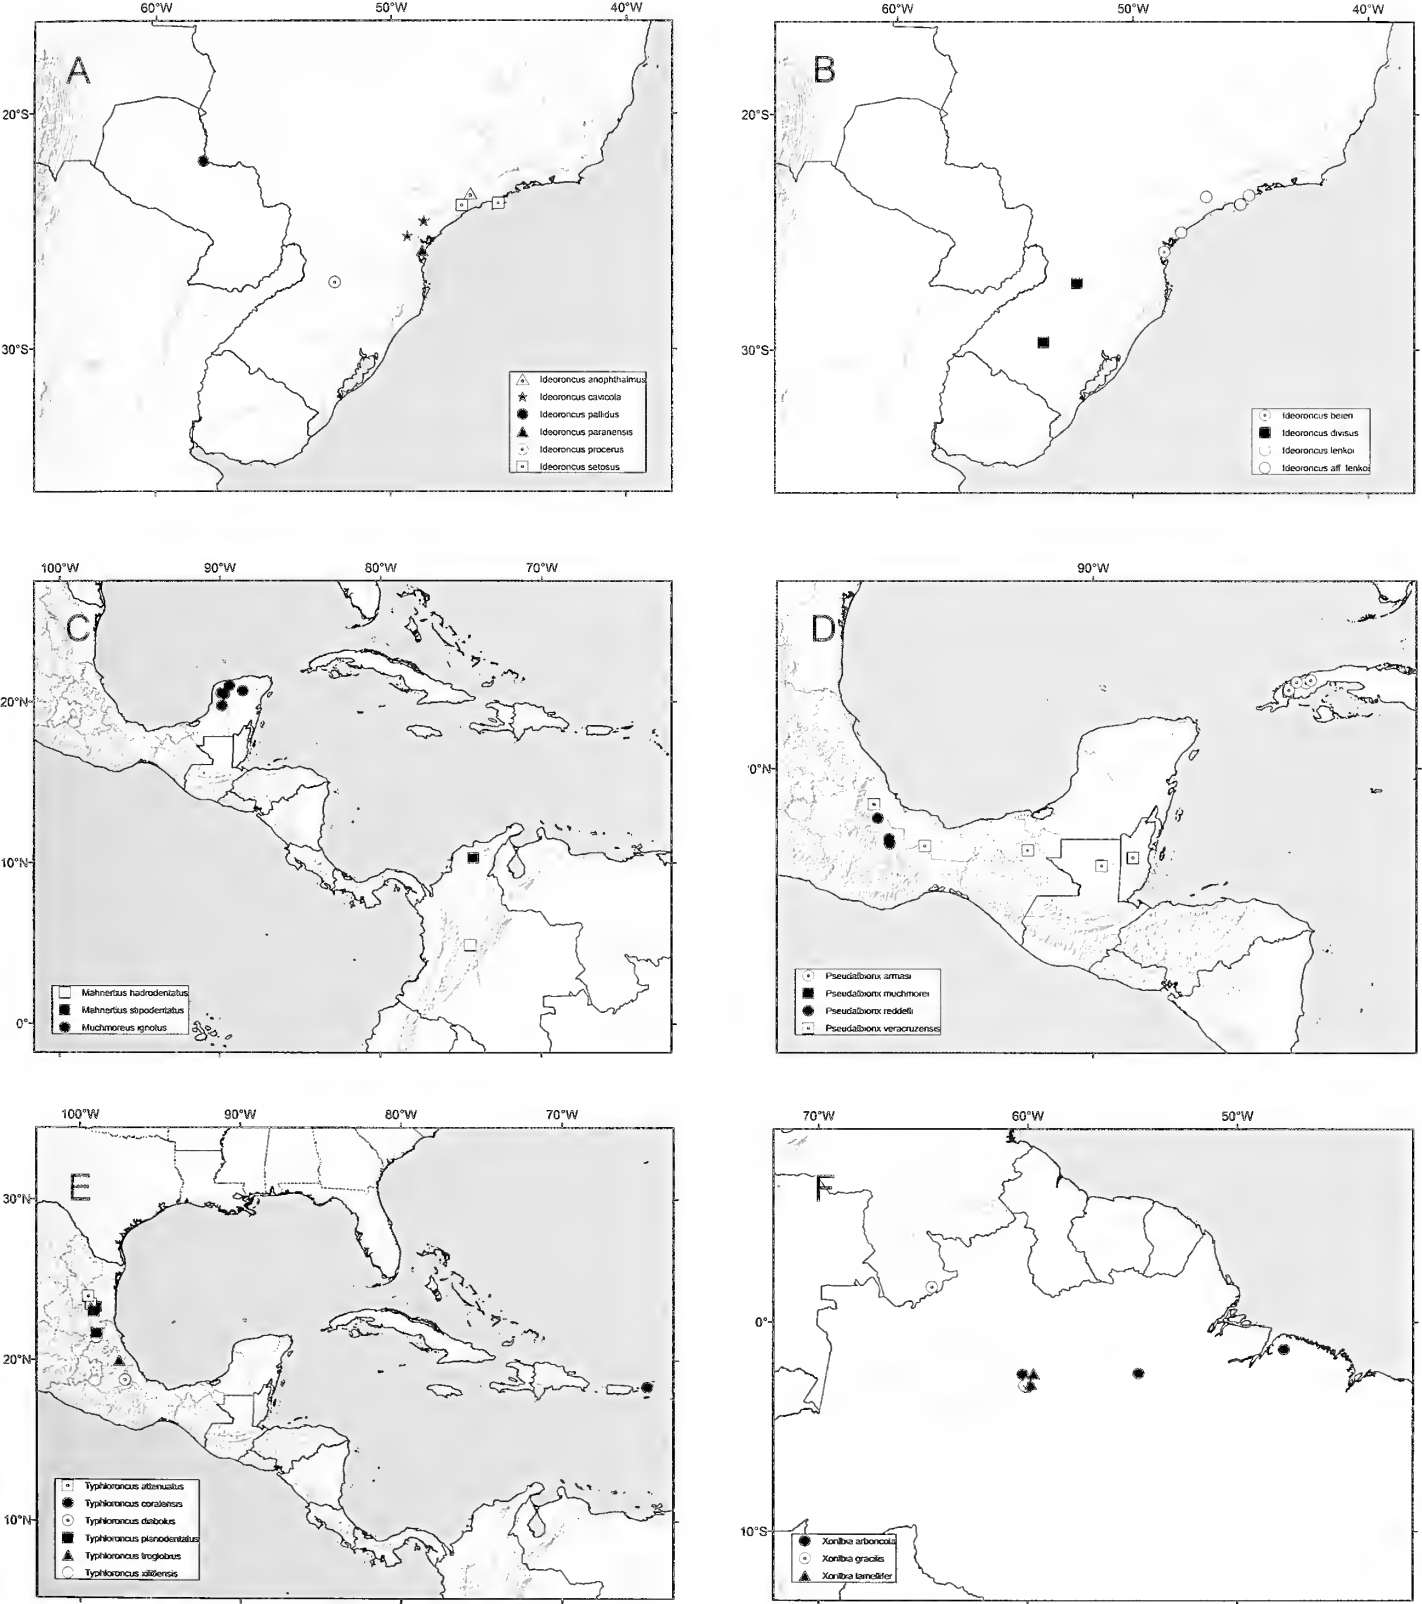 60°W 50°W 40°W
A
20°S
30°S
Ideoroncus anophthalmus
Ideoroncus cavicola
Ideoroncus pallidus
Ideoroncus paranensis
Ideoroncus procerus
Ideoroncus setosus
60°W 50°W 40°W
B
20°S
30°S
Ideoroncus beieri
Ideoroncus divisus
Ideoroncus lenkoi
Ideoroncus aff lenkoi
100°W 90°W 80°W 70°W
C
20°N
10°N
0°
Mahnertius hadrodentatus
Mahnertius stipodentatus
Muchmoreus ignotus
90°W
D
0°N
Pseudalbiorix armasi
Pseudalbiorix muchmorei
Pseudalbiorix reddelli
Pseudalbiorix veracruzensis
100°W 90°W 80°W 70°W
E
30°N
20°N
10°N
Typhloroncus attenuatus
Typhloroncus coralensis
Typhloroncus diabolus
Typhloroncus planodentatus
Typhloroncus troglobius
Typhloroncus xilitlensis
70°W 60°W 50°W
F
0°
10°S
Xorilbia arboricola
Xorilbia gracilis
Xorilbia lamellifer